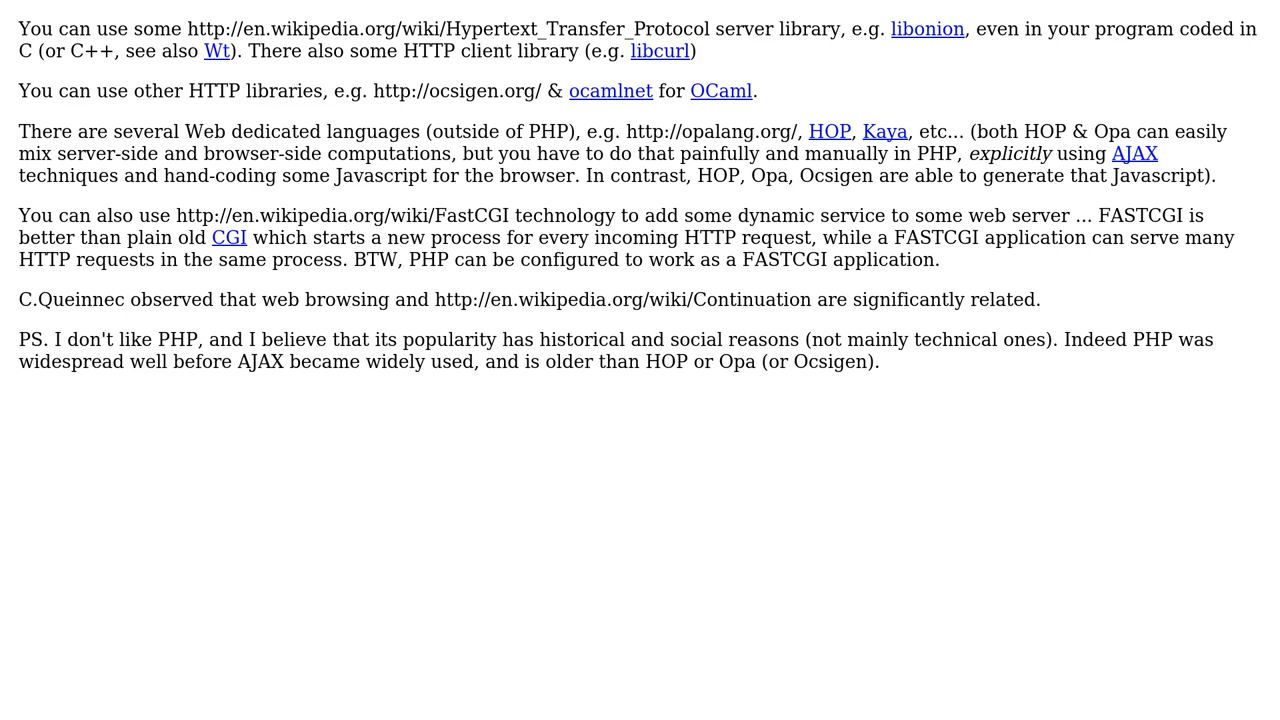 You can use some http://en.wikipedia.org/wiki/Hypertext_Transfer_Protocol server library, e.g. libonion, even in your program coded in
C (or C++, see also Wt). There also some HTTP client library (e.g. libcurl)
You can use other HTTP libraries, e.g. http://ocsigen.org/ & ocamlnet for OCaml.
There are several Web dedicated languages (outside of PHP), e.g. http://opalang.org/, HOP, Kaya, etc... (both HOP & Opa can easily
mix server-side and browser-side computations, but you have to do that painfully and manually in PHP, explicitly using AJAX
techniques and hand-coding some Javascript for the browser. In contrast, HOP, Opa, Ocsigen are able to generate that Javascript).
You can also use http://en.wikipedia.org/wiki/FastCGI technology to add some dynamic service to some web server ... FASTCGI is
better than plain old CGI which starts a new process for every incoming HTTP request, while a FASTCGI application can serve many
HTTP requests in the same process. BTW, PHP can be configured to work as a FASTCGI application.
C.Queinnec observed that web browsing and http://en.wikipedia.org/wiki/Continuation are significantly related.
PS. I don't like PHP, and I believe that its popularity has historical and social reasons (not mainly technical ones). Indeed PHP was
widespread well before AJAX became widely used, and is older than HOP or Opa (or Ocsigen).